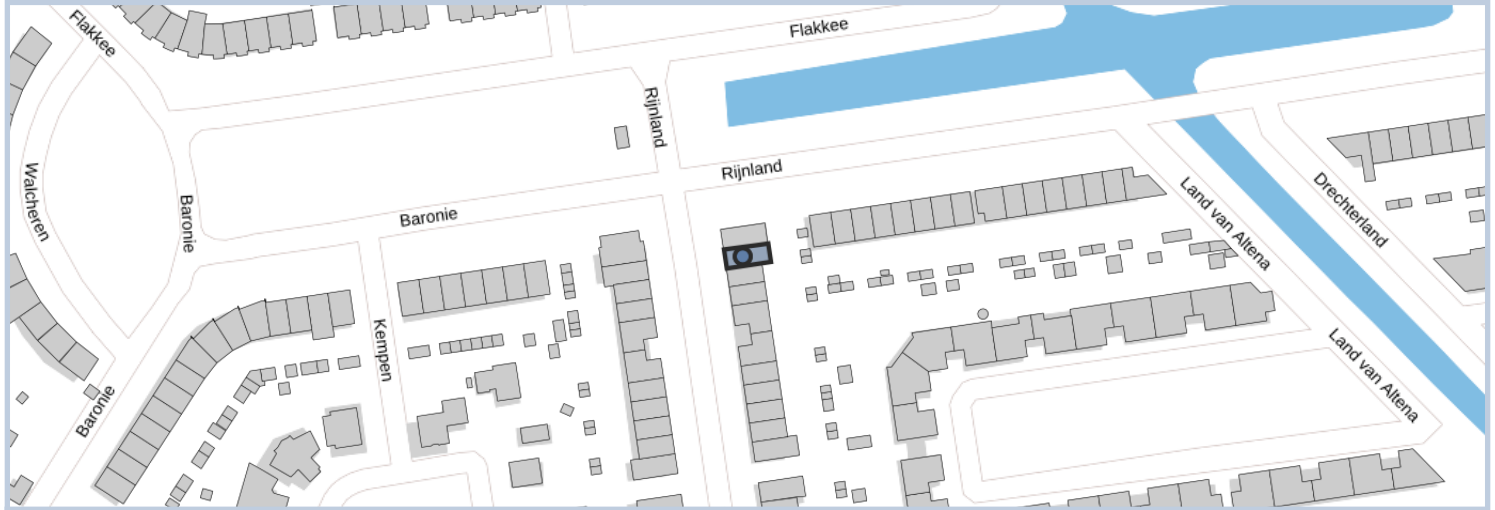 Flakkee
Flakkee
Rijnland
Walcheren
Rijnland
Baronie
Baronie
Drechterland
Land van Altena
Kempen
Land van Altena
Baronie